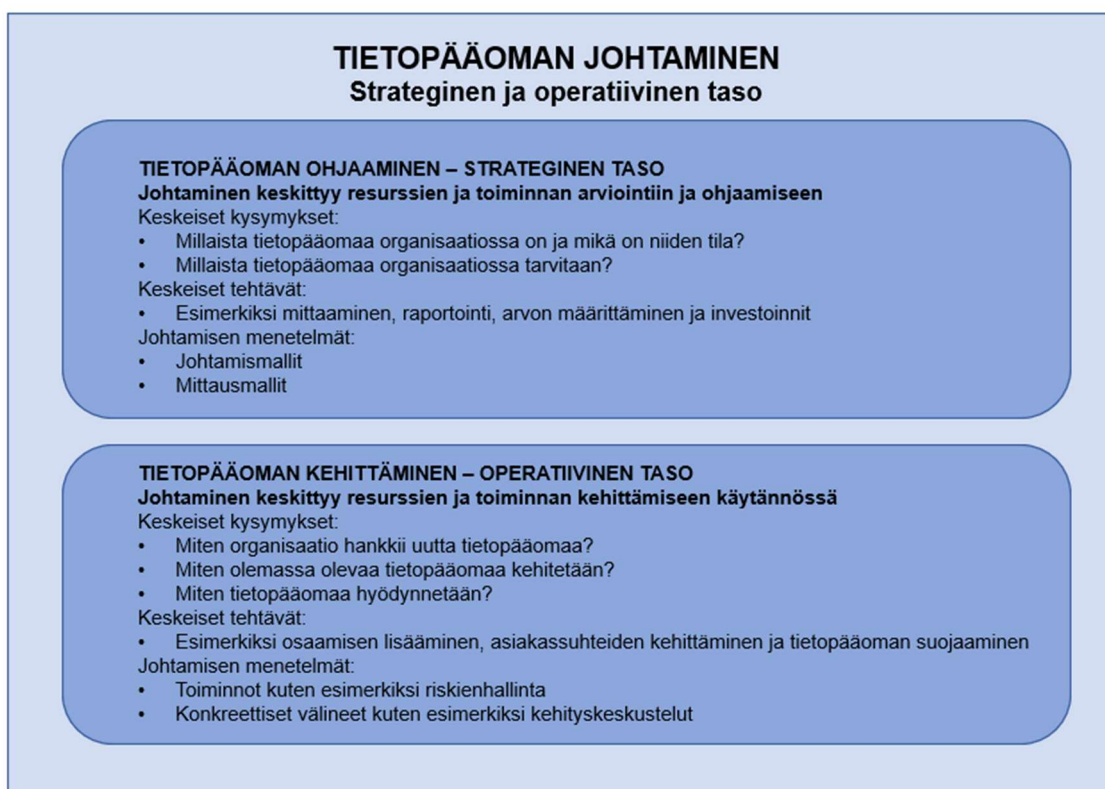 TIETOPÄÄOMAN JOHTAMINEN
Strateginen ja operatiivinen taso
TIETOPÄÄOMAN OHJAAMINEN – STRATEGINEN TASO
Johtaminen keskittyy resurssien ja toiminnan arviointiin ja ohjaamiseen
Keskeiset kysymykset:
• Millaista tietopääomaa organisaatiossa on ja mikä on niiden tila?
• Millaista tietopääomaa organisaatiossa tarvitaan?
Keskeiset tehtävät:
• Esimerkiksi mittaaminen, raportointi, arvon määrittäminen ja investoinnit
Johtamisen menetelmät:
• Johtamismallit
• Mittausmallit
TIETOPÄÄOMAN KEHITTÄMINEN – OPERATIIVINEN TASO
Johtaminen keskittyy resurssien ja toiminnan kehittämiseen käytännössä
Keskeiset kysymykset:
• Miten organisaatio hankkii uutta tietopääomaa?
• Miten olemassa olevaa tietopääomaa kehitetään?
• Miten tietopääomaa hyödynnetään?
Keskeiset tehtävät:
• Esimerkiksi osaamisen lisääminen, asiakassuhteiden kehittäminen ja tietopääoman suojaaminen
Johtamisen menetelmät:
• Toiminnot kuten esimerkiksi riskienhallinta
• Konkreettiset välineet kuten esimerkiksi kehityskeskustelut